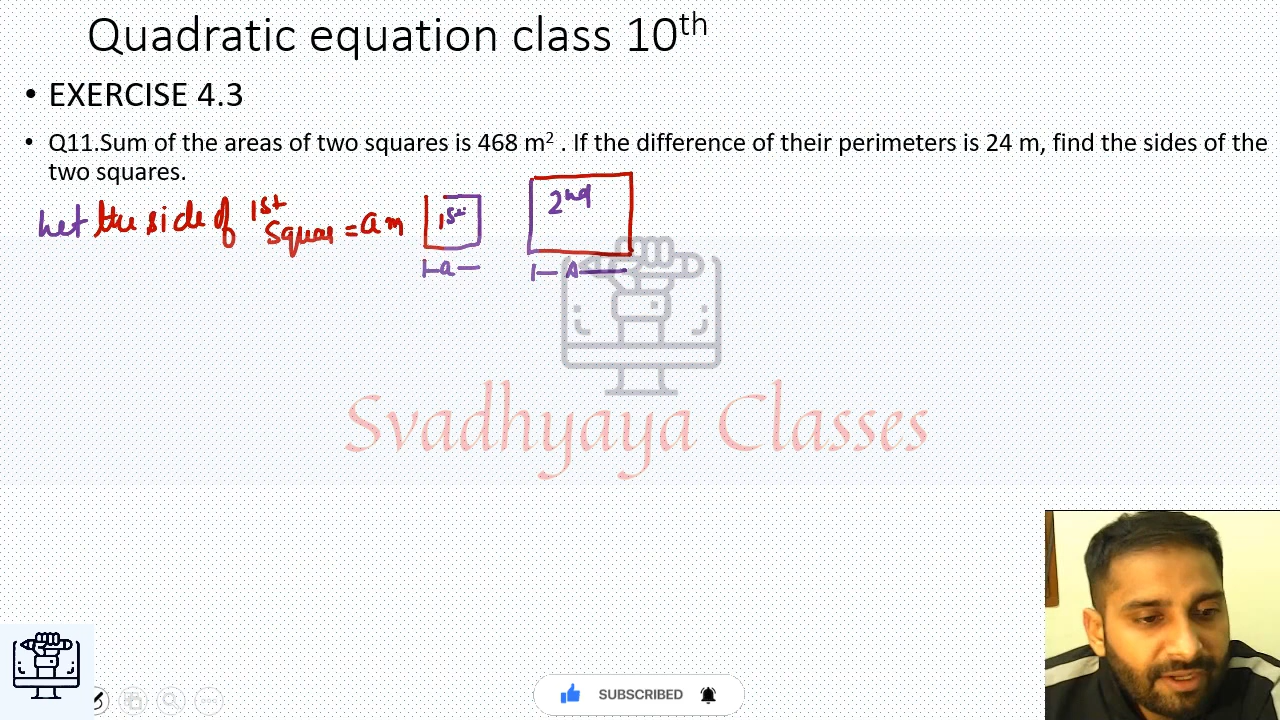 Quadratic equation class 10th
• EXERCISE 4.3
• Q11.Sum of the areas of two squares is 468 m² . If the difference of their perimeters is 24 m, find the sides of the
two squares.
Let the side of 1st
Squar = a m
1st
2nd
a
A
Svadhyaya Classes
SUBSCRIBED